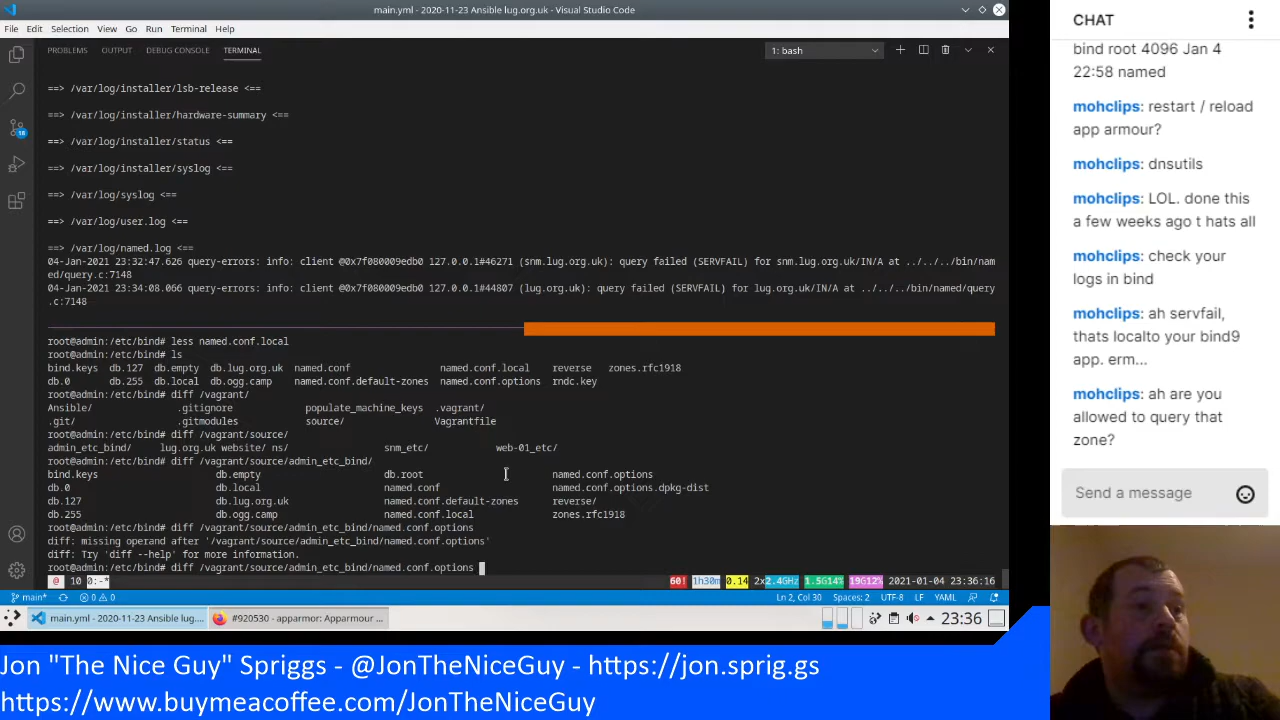 main.yml - 2020-11-23 Ansible lug.org.uk - Visual Studio Code
File Edit Selection View Go Run Terminal Help
PROBLEMS OUTPUT DEBUG CONSOLE TERMINAL
1: bash
==> /var/log/installer/lsb-release <==
==> /var/log/installer/hardware-summary <==
==> /var/log/installer/status <==
==> /var/log/installer/syslog <==
==> /var/log/syslog <==
==> /var/log/user.log <==
==> /var/log/named.log <==
04-Jan-2021 23:32:47.626 query-errors: info: client @0x7f080009edb0 127.0.0.1#46271 (snm.lug.org.uk): query failed (SERVFAIL) for snm.lug.org.uk/IN/A at ../../../bin/nam
ed/query.c:7148
04-Jan-2021 23:34:08.066 query-errors: info: client @0x7f080009edb0 127.0.0.1#44807 (lug.org.uk): query failed (SERVFAIL) for lug.org.uk/IN/A at ../../../bin/named/query
.c:7148
root@admin:/etc/bind# less named.conf.local
root@admin:/etc/bind# ls
bind.keys db.127 db.empty db.lug.org.uk named.conf named.conf.local reverse zones.rfc1918
db.0 db.255 db.local db.ogg.camp named.conf.default-zones named.conf.options rndc.key
root@admin:/etc/bind# diff /vagrant/
Ansible/ .gitignore populate_machine_keys .vagrant/
.git/ .gitmodules source/ Vagrantfile
root@admin:/etc/bind# diff /vagrant/source/
admin_etc_bind/ lug.org.uk website/ ns/ snm_etc/ web-01_etc/
root@admin:/etc/bind# diff /vagrant/source/admin_etc_bind/
bind.keys db.empty db.root named.conf.options
db.0 db.local named.conf named.conf.options.dpkg-dist
db.127 db.lug.org.uk named.conf.default-zones reverse/
db.255 db.ogg.camp named.conf.local zones.rfc1918
root@admin:/etc/bind# diff /vagrant/source/admin_etc_bind/named.conf.options
diff: missing operand after '/vagrant/source/admin_etc_bind/named.conf.options'
diff: Try 'diff --help' for more information.
root@admin:/etc/bind# diff /vagrant/source/admin_etc_bind/named.conf.options
@ 10 0:-* 60! 1h30m 0.14 2x2.4GHz 1.5G14% 19G12% 2021-01-04 23:36:16
18
main* 0 0 Ln 2, Col 30 Spaces: 2 UTF-8 LF YAML
main.yml - 2020-11-23 Ansible lug.... #920530 - apparmor: Apparmour ... 23:36
CHAT
bind root 4096 Jan 4
22:58 named
mohclips: restart / reload
app armour?
mohclips: dnsutils
mohclips: LOL. done this
a few weeks ago t hats all
mohclips: check your
logs in bind
mohclips: ah servfail,
thats localto your bind9
app. erm...
mohclips: ah are you
allowed to query that
zone?
Send a message
Jon "The Nice Guy" Spriggs - @JonTheNiceGuy - https://jon.sprig.gs
https://www.buymeacoffee.com/JonTheNiceGuy